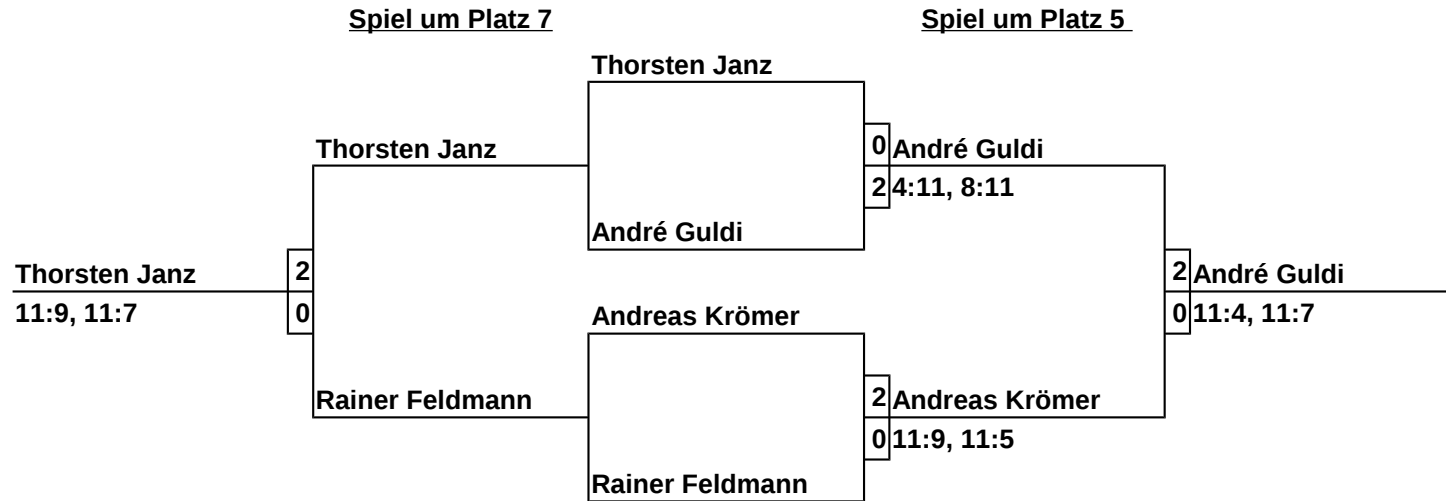 Spiel um Platz 7 Spiel um Platz 5
Thorsten Janz
Thorsten Janz 0 André Guldi
2 4:11, 8:11
André Guldi
Thorsten Janz 2 2 André Guldi
11:9, 11:7 0 0 11:4, 11:7
Andreas Krömer
Rainer Feldmann 2 Andreas Krömer
0 11:9, 11:5
Rainer Feldmann